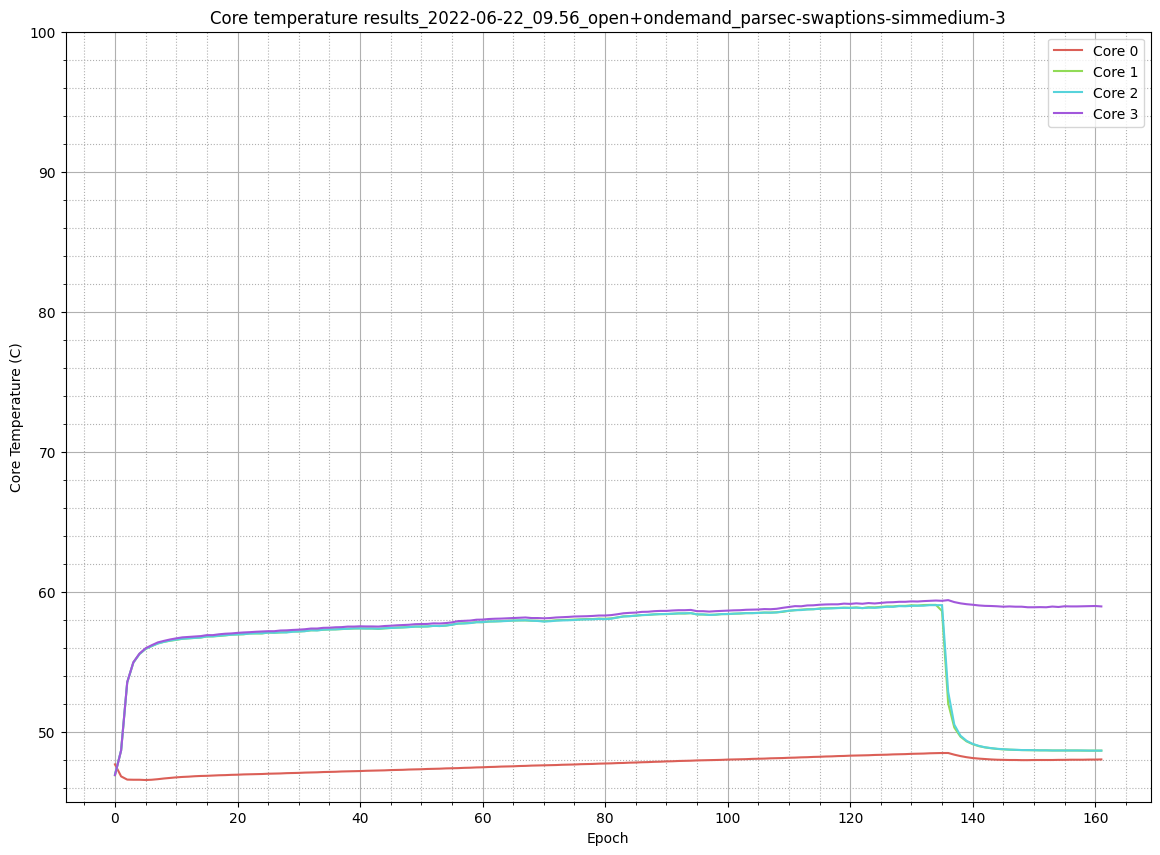 Core temperature results_2022-06-22_09.56_open+ondemand_parsec-swaptions-simmedium-3
Core 0
Core 1
Core 2
Core 3
Core Temperature (C)
100
90
80
70
60
50
0 20 40 60 80 100 120 140 160
Epoch